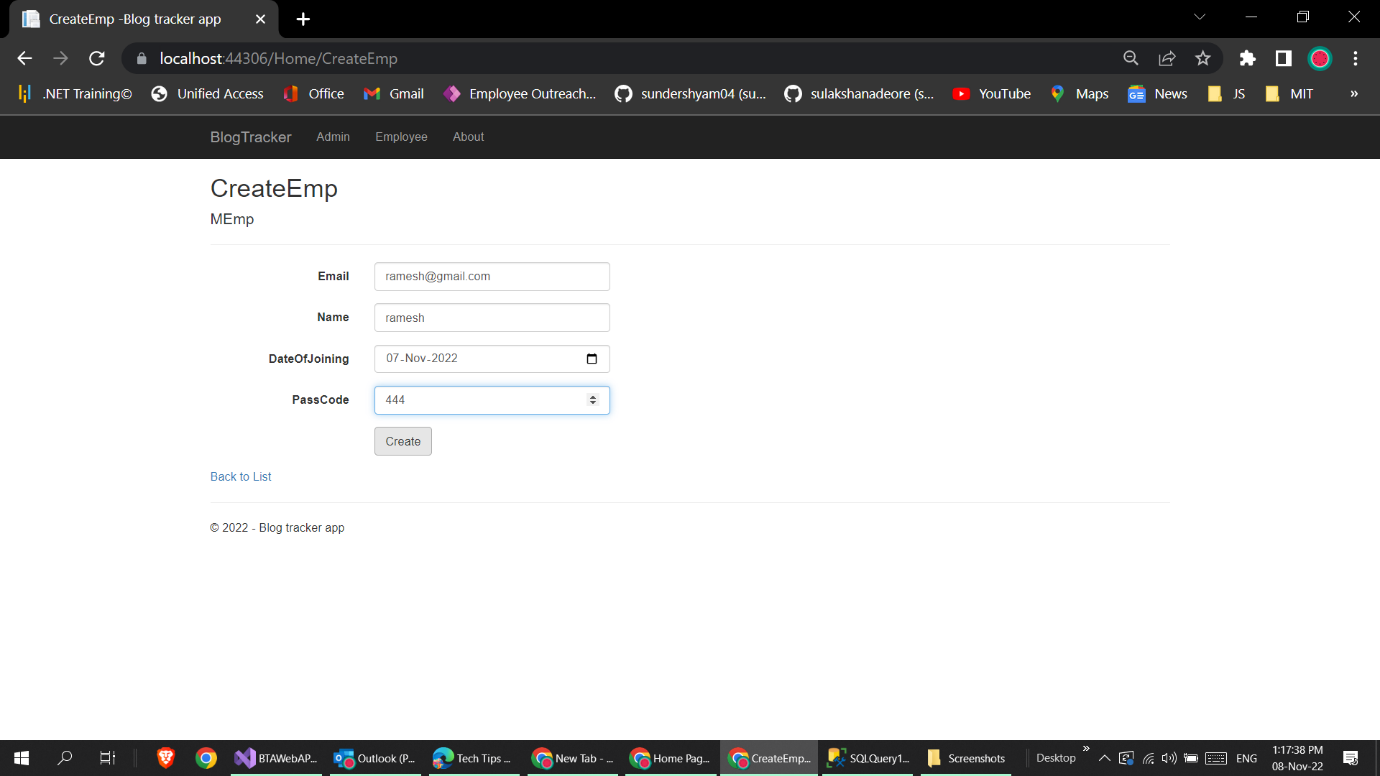 CreateEmp -Blog tracker app
localhost:44306/Home/CreateEmp
.NET Training© Unified Access Office Gmail Employee Outreach... sundershyam04 (su... sulakshanadeore (s... YouTube Maps News JS MIT »
BlogTracker Admin Employee About
CreateEmp
MEmp
Email ramesh@gmail.com
Name ramesh
DateOfJoining 07-Nov-2022
PassCode 444
Create
Back to List
© 2022 - Blog tracker app
BTAWebAP... Outlook (P... Tech Tips ... New Tab - ... Home Pag... CreateEmp... SQLQuery1... Screenshots Desktop » ENG 1:17:38 PM
08-Nov-22